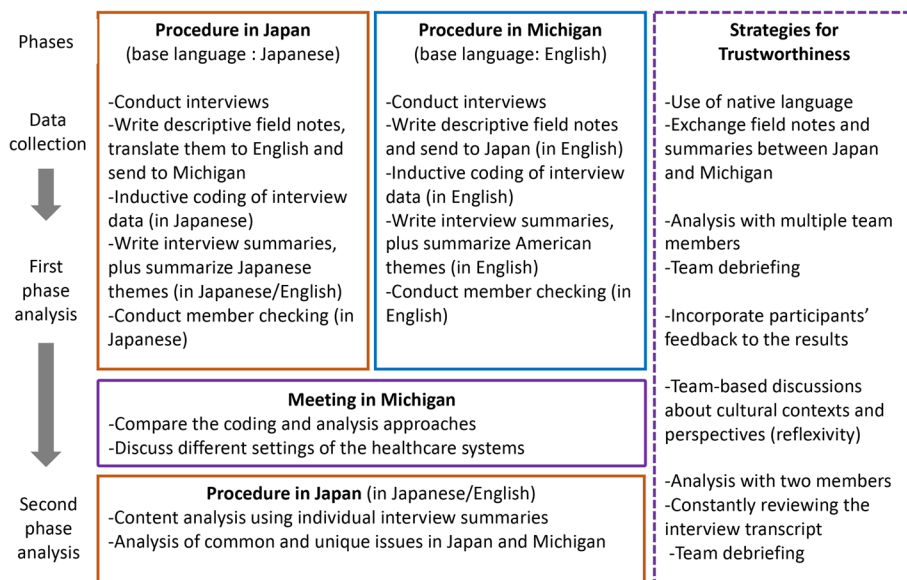 Phases
Data
collection
First
phase
analysis
Second
phase
analysis
Procedure in Japan
(base language : Japanese)
-Conduct interviews
-Write descriptive field notes,
translate them to English and
send to Michigan
-Inductive coding of interview
data (in Japanese)
-Write interview summaries,
plus summarize Japanese
themes (in Japanese/English)
-Conduct member checking (in
Japanese)
Procedure in Michigan
(base language: English)
-Conduct interviews
-Write descriptive field notes
and send to Japan (in English)
-Inductive coding of interview
data (in English)
-Write interview summaries,
plus summarize American
themes (in English)
-Conduct member checking (in
English)
Meeting in Michigan
-Compare the coding and analysis approaches
-Discuss different settings of the healthcare systems
Procedure in Japan (in Japanese/English)
-Content analysis using individual interview summaries
-Analysis of common and unique issues in Japan and Michigan
Strategies for
Trustworthiness
-Use of native language
-Exchange field notes and
summaries between Japan
and Michigan
-Analysis with multiple team
members
-Team debriefing
-Incorporate participants’
feedback to the results
-Team-based discussions
about cultural contexts and
perspectives (reflexivity)
-Analysis with two members
-Constantly reviewing the
interview transcript
-Team debriefing